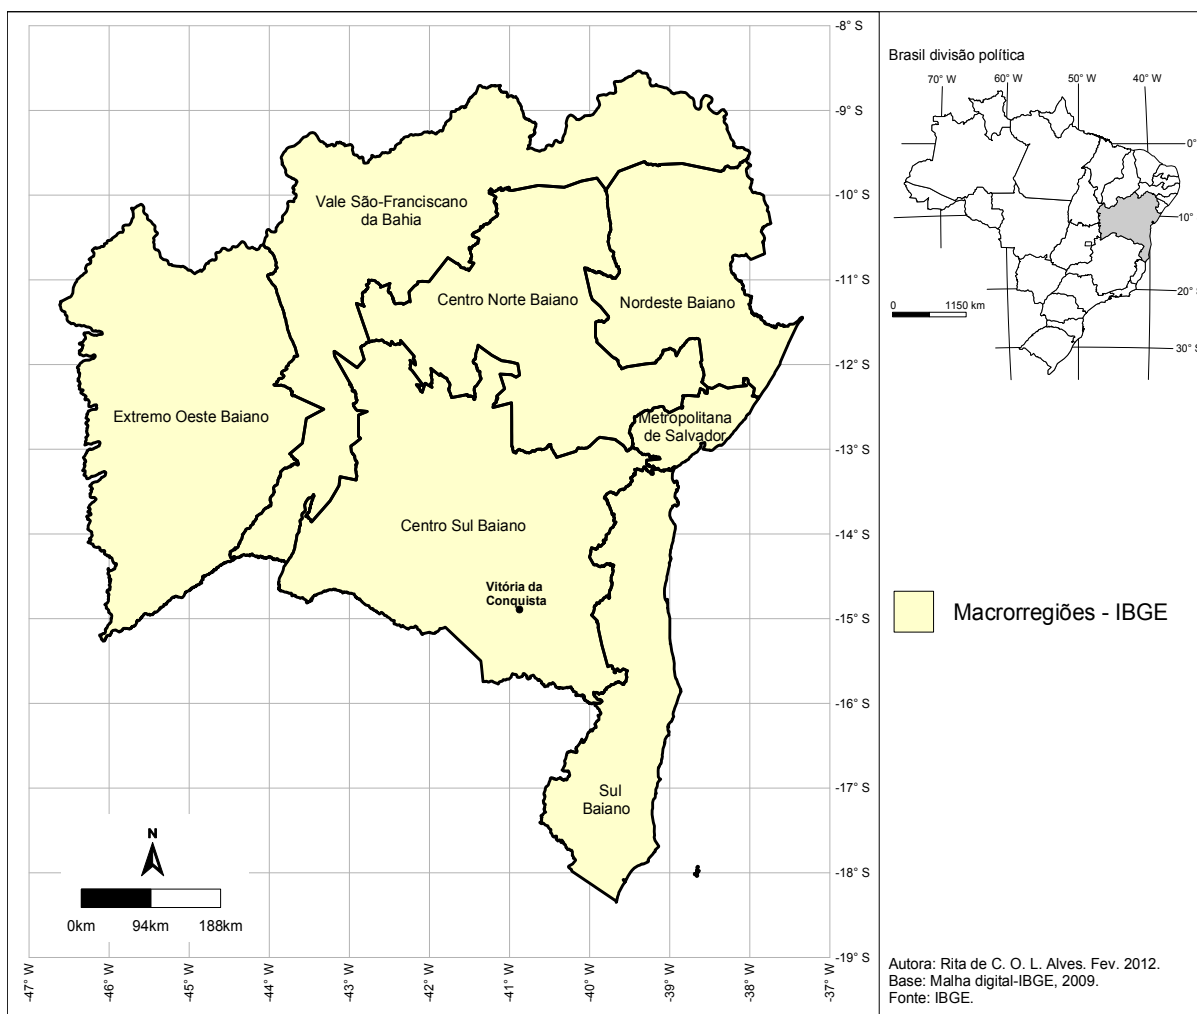 -8° S
-9° S
-10° S
-11° S
-12° S
-13° S
-14° S
-15° S
-16° S
-17° S
-18° S
-19° S
Vale São-Franciscano
da Bahia
Centro Norte Baiano
Nordeste Baiano
Extremo Oeste Baiano
Metropolitana
de Salvador
Centro Sul Baiano
Vitória da
Conquista
Sul
Baiano
N
0km 94km 188km
-47° W
-46° W
-45° W
-44° W
-43° W
-42° W
-41° W
-40° W
-39° W
-38° W
-37° W
Brasil divisão política
70° W 60° W 50° W 40° W
0°
10° S
20° S
30° S
0 1150 km
Macrorregiões - IBGE
Autora: Rita de C. O. L. Alves. Fev. 2012.
Base: Malha digital-IBGE, 2009.
Fonte: IBGE.